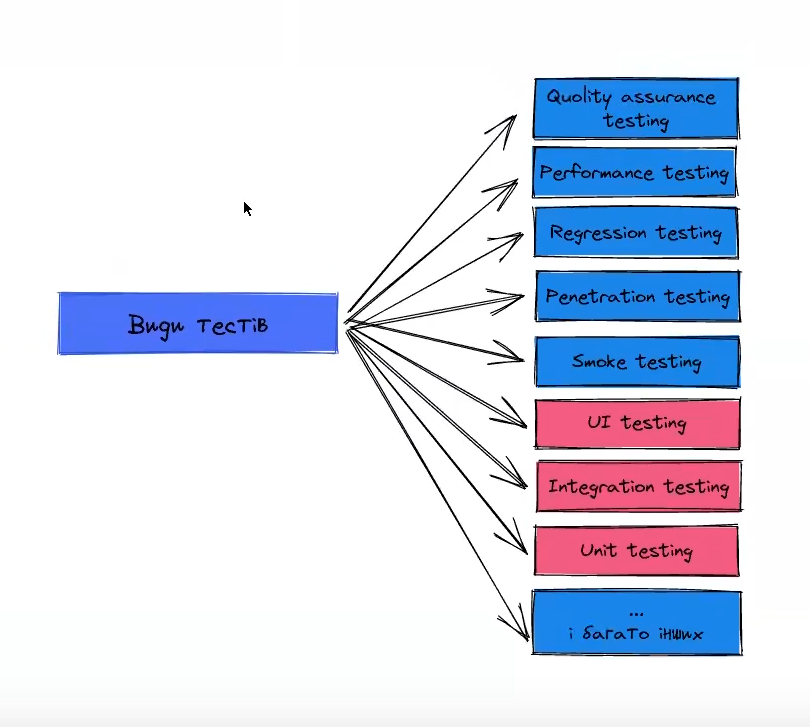 Види тестів
Quality assurance
testing
Performance testing
Regression testing
Penetration testing
Smoke testing
UI testing
Integration testing
Unit testing
...
і багато інших